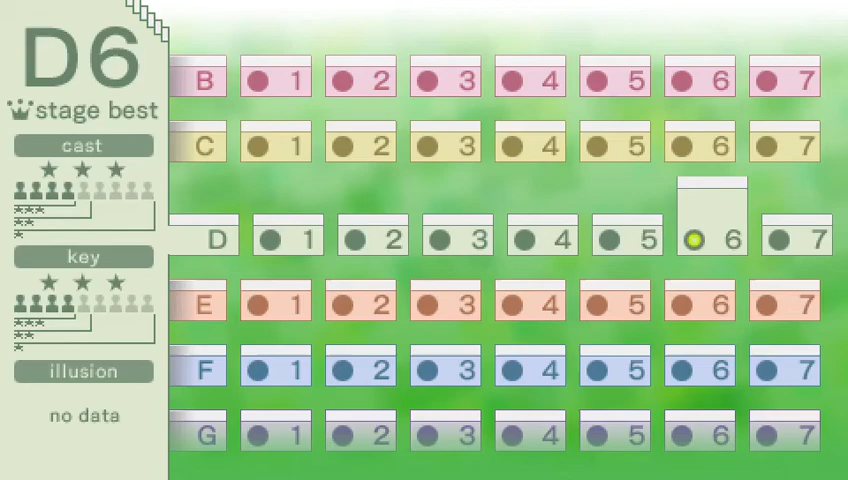 D6
stage best
cast
★ ★ ★
***
**
*
key
★ ★ ★
***
**
*
illusion
no data
B 1 2 3 4 5 6 7
C 1 2 3 4 5 6 7
D 1 2 3 4 5 6 7
E 1 2 3 4 5 6 7
F 1 2 3 4 5 6 7
G 1 2 3 4 5 6 7